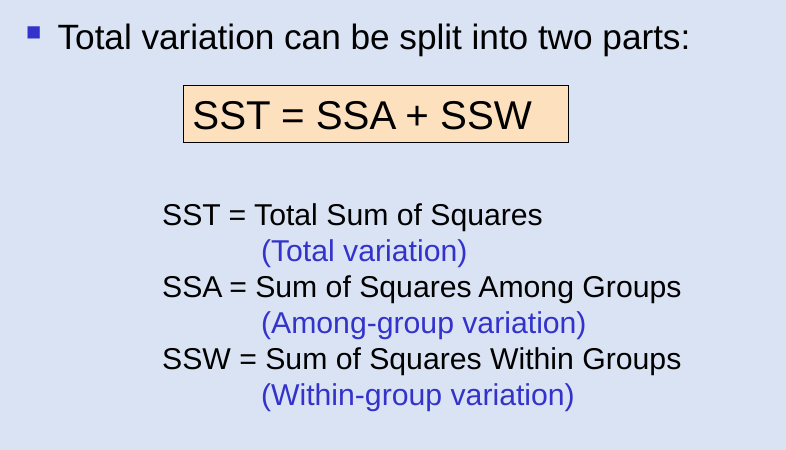 Total variation can be split into two parts:
SST = SSA + SSW
SST = Total Sum of Squares
(Total variation)
SSA = Sum of Squares Among Groups
(Among-group variation)
SSW = Sum of Squares Within Groups
(Within-group variation)